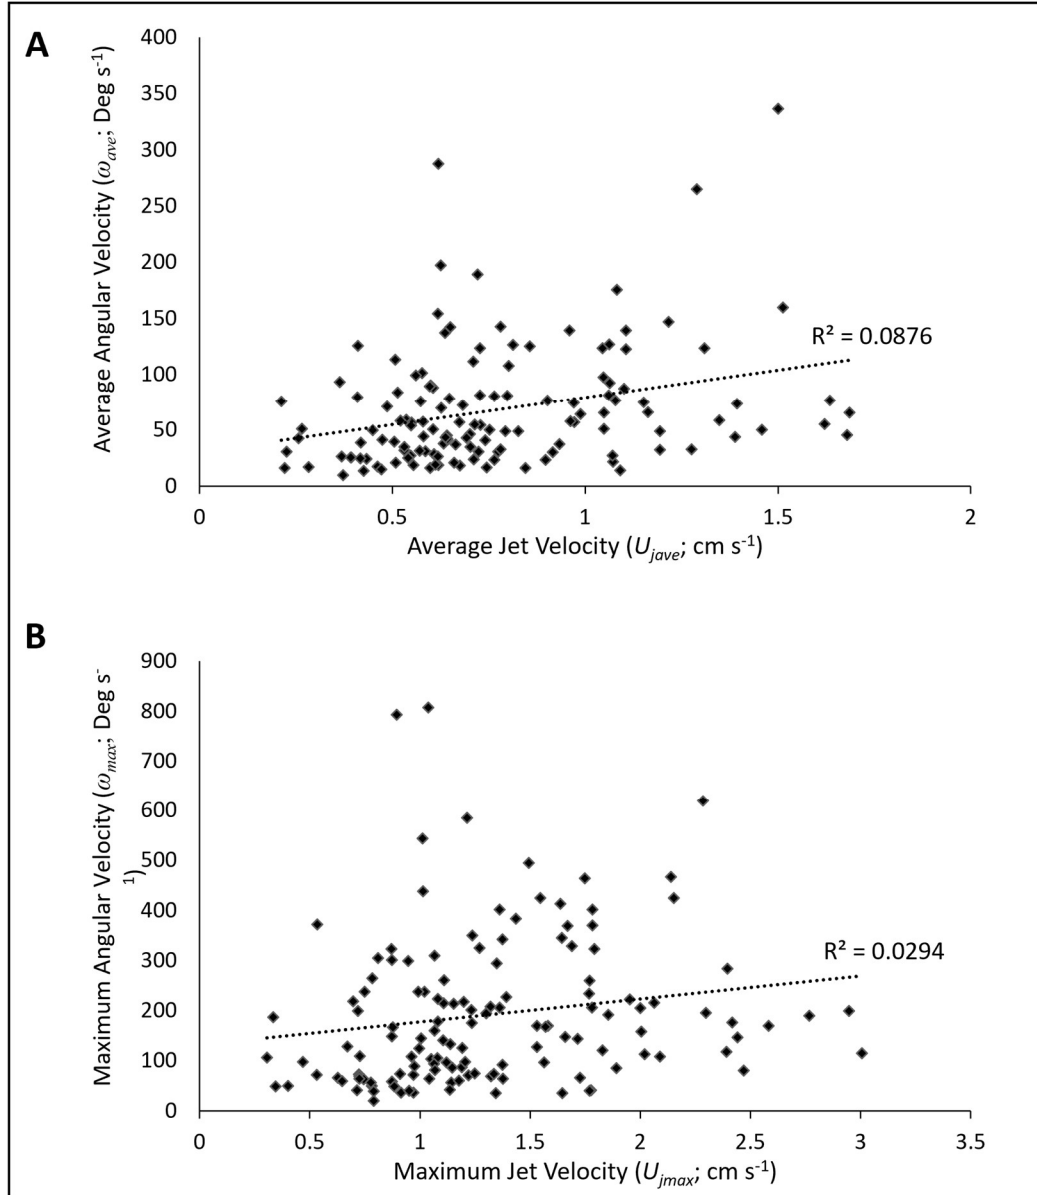 A
400
350
300
250
200
150
100
50
0
Average Angular Velocity (ωave; Deg s-1)
R² = 0.0876
0 0.5 1 1.5 2
Average Jet Velocity (Ujave; cm s-1)
B
900
800
700
600
500
400
300
200
100
0
Maximum Angular Velocity (ωmax; Deg s-
1)
R² = 0.0294
0 0.5 1 1.5 2 2.5 3 3.5
Maximum Jet Velocity (Ujmax; cm s-1)